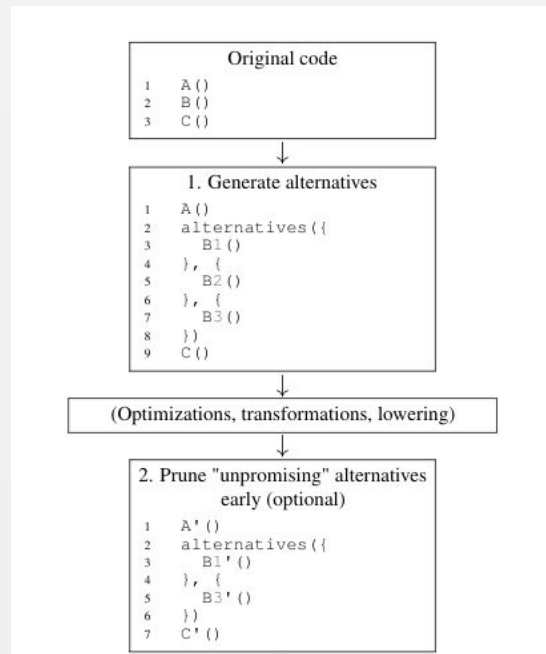 Original code
1 A()
2 B()
3 C()
↓
1. Generate alternatives
1 A()
2 alternatives({
3 B1()
4 }, {
5 B2()
6 }, {
7 B3()
8 })
9 C()
↓
(Optimizations, transformations, lowering)
↓
2. Prune "unpromising" alternatives
early (optional)
1 A'()
2 alternatives({
3 B1'()
4 }, {
5 B3'()
6 })
7 C'()